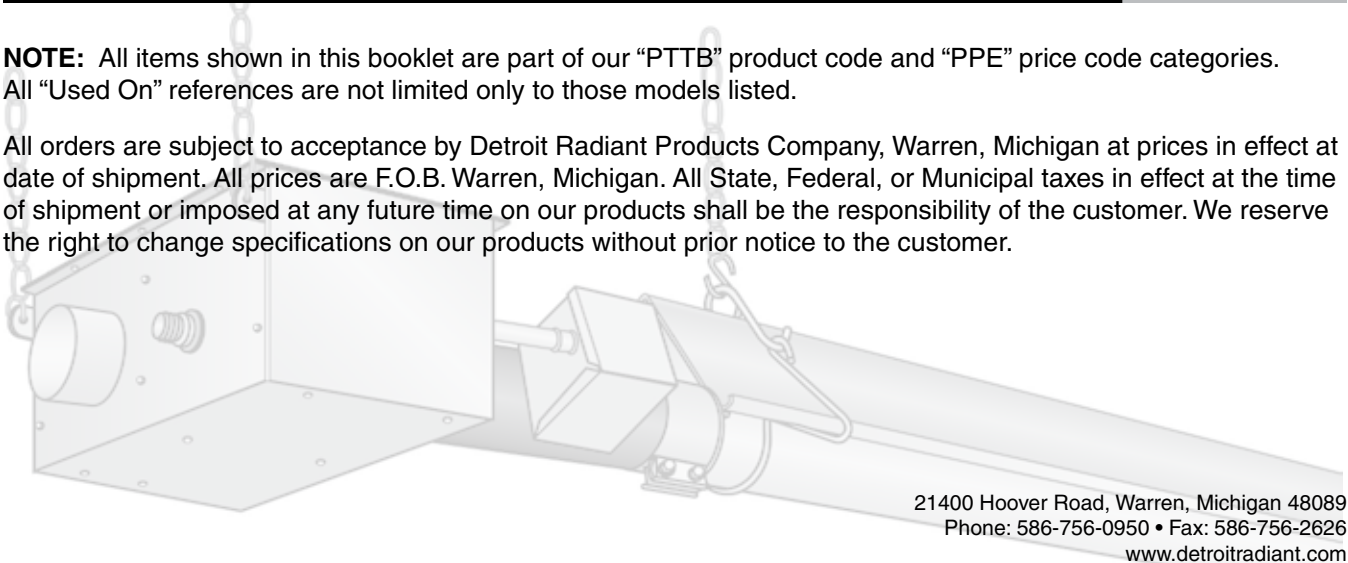 NOTE: All items shown in this booklet are part of our “PTTB” product code and “PPE” price code categories.
All “Used On” references are not limited only to those models listed.
All orders are subject to acceptance by Detroit Radiant Products Company, Warren, Michigan at prices in effect at
date of shipment. All prices are F.O.B. Warren, Michigan. All State, Federal, or Municipal taxes in effect at the time
of shipment or imposed at any future time on our products shall be the responsibility of the customer. We reserve
the right to change specifications on our products without prior notice to the customer.
21400 Hoover Road, Warren, Michigan 48089
Phone: 586-756-0950 • Fax: 586-756-2626
www.detroitradiant.com